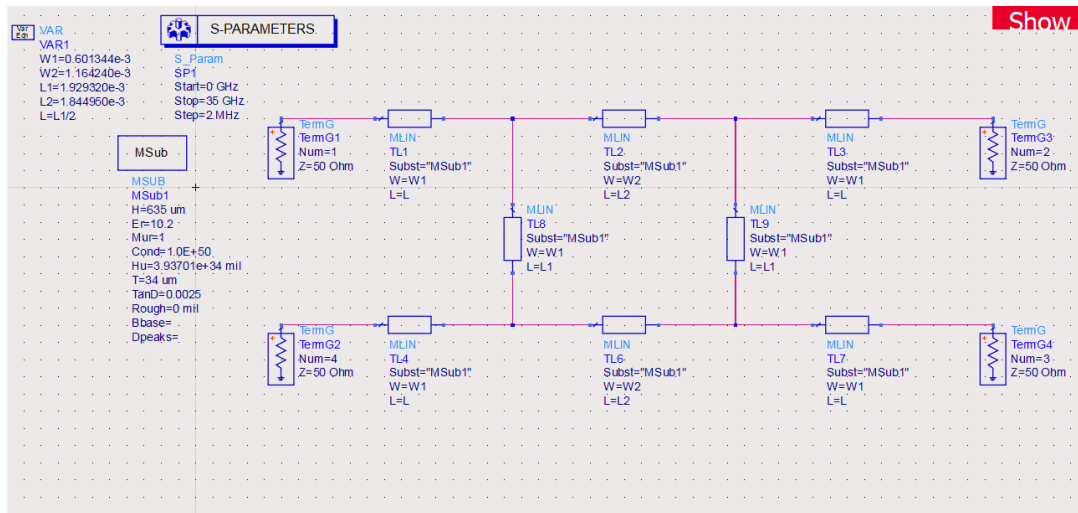 Show
Var
Eqn
VAR
VAR1
W1=0.601344e-3
W2=1.164240e-3
L1=1.929320e-3
L2=1.844950e-3
L=L1/2
S-PARAMETERS
S_Param
SP1
Start=0 GHz
Stop=35 GHz
Step=2 MHz
MSub
MSUB
MSub1
H=635 um
Er=10.2
Mur=1
Cond=1.0E+50
Hu=3.93701e+34 mil
T=34 um
TanD=0.0025
Rough=0 mil
Bbase=
Dpeaks=
TermG
TermG1
Num=1
Z=50 Ohm
MLIN
TL1
Subst="MSub1"
W=W1
L=L
MLIN
TL2
Subst="MSub1"
W=W2
L=L2
MLIN
TL3
Subst="MSub1"
W=W1
L=L
TermG
TermG3
Num=2
Z=50 Ohm
MLIN
TL8
Subst="MSub1"
W=W1
L=L1
MLIN
TL9
Subst="MSub1"
W=W1
L=L1
TermG
TermG2
Num=4
Z=50 Ohm
MLIN
TL4
Subst="MSub1"
W=W1
L=L
MLIN
TL6
Subst="MSub1"
W=W2
L=L2
MLIN
TL7
Subst="MSub1"
W=W1
L=L
TermG
TermG4
Num=3
Z=50 Ohm